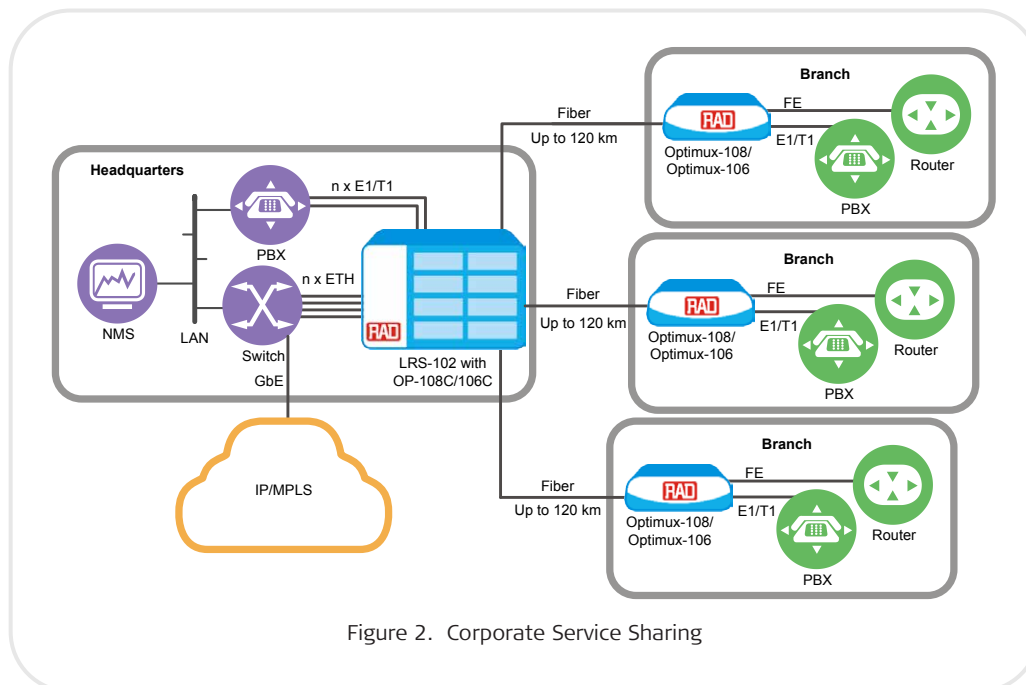 Headquarters
n x E1/T1
PBX
n x ETH
NMS
LAN
Switch
GbE
RAD
LRS-102 with
OP-108C/106C
IP/MPLS
Fiber
Up to 120 km
Branch
RAD
FE
E1/T1
Optimux-108/
Optimux-106
Router
PBX
Fiber
Up to 120 km
Branch
RAD
FE
E1/T1
Optimux-108/
Optimux-106
Router
PBX
Fiber
Up to 120 km
Branch
RAD
FE
E1/T1
Optimux-108/
Optimux-106
Router
PBX
Figure 2. Corporate Service Sharing